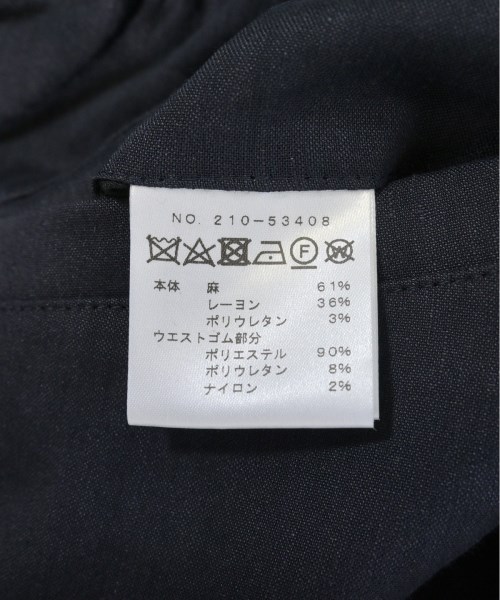 NO. 210-53408
本体 麻 61%
レーヨン 36%
ポリウレタン 3%
ウエストゴム部分
ポリエステル 90%
ポリウレタン 8%
ナイロン 2%